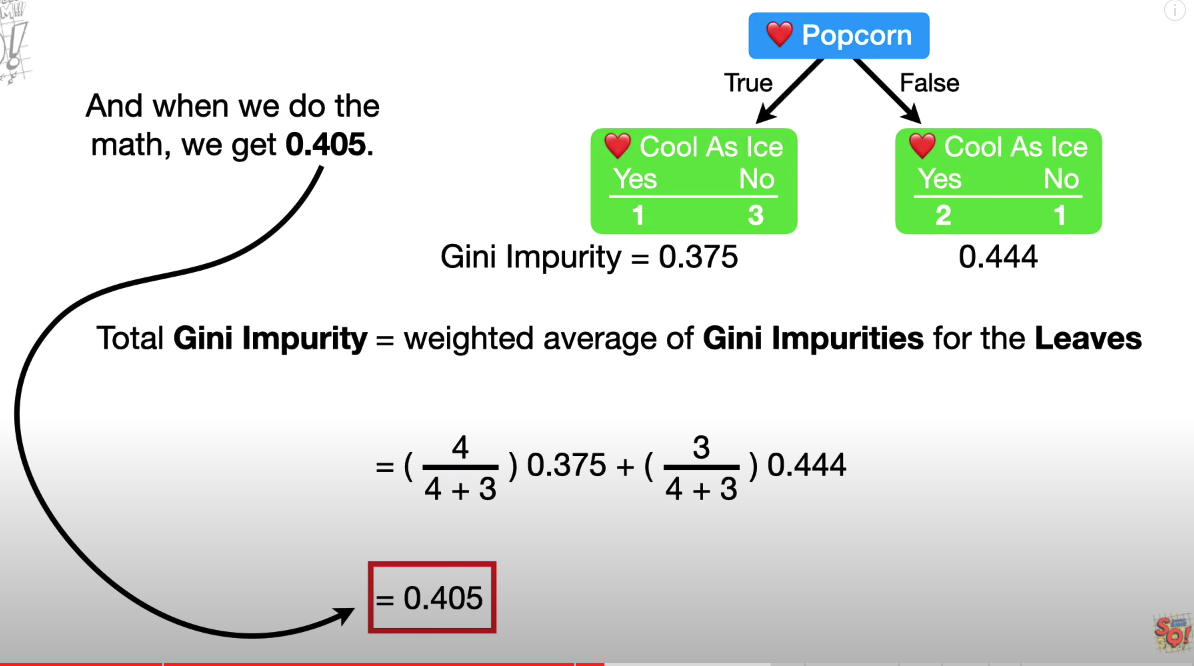 ❤️ Popcorn
True False
And when we do the
math, we get 0.405.
❤️ Cool As Ice
Yes No
1 3
❤️ Cool As Ice
Yes No
2 1
Gini Impurity = 0.375 0.444
Total Gini Impurity = weighted average of Gini Impurities for the Leaves
= ( 4 / 4 + 3 ) 0.375 + ( 3 / 4 + 3 ) 0.444
= 0.405
SO!